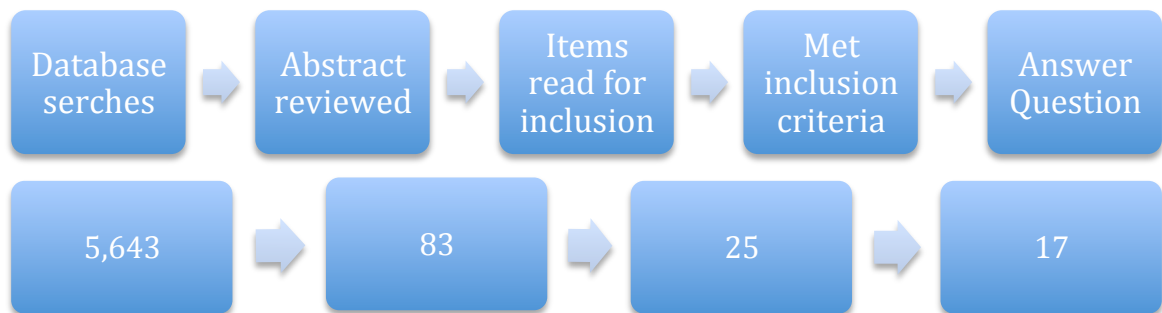 Database
serches
Abstract
reviewed
Items
read for
inclusion
Met
inclusion
criteria
Answer
Question
5,643
83
25
17